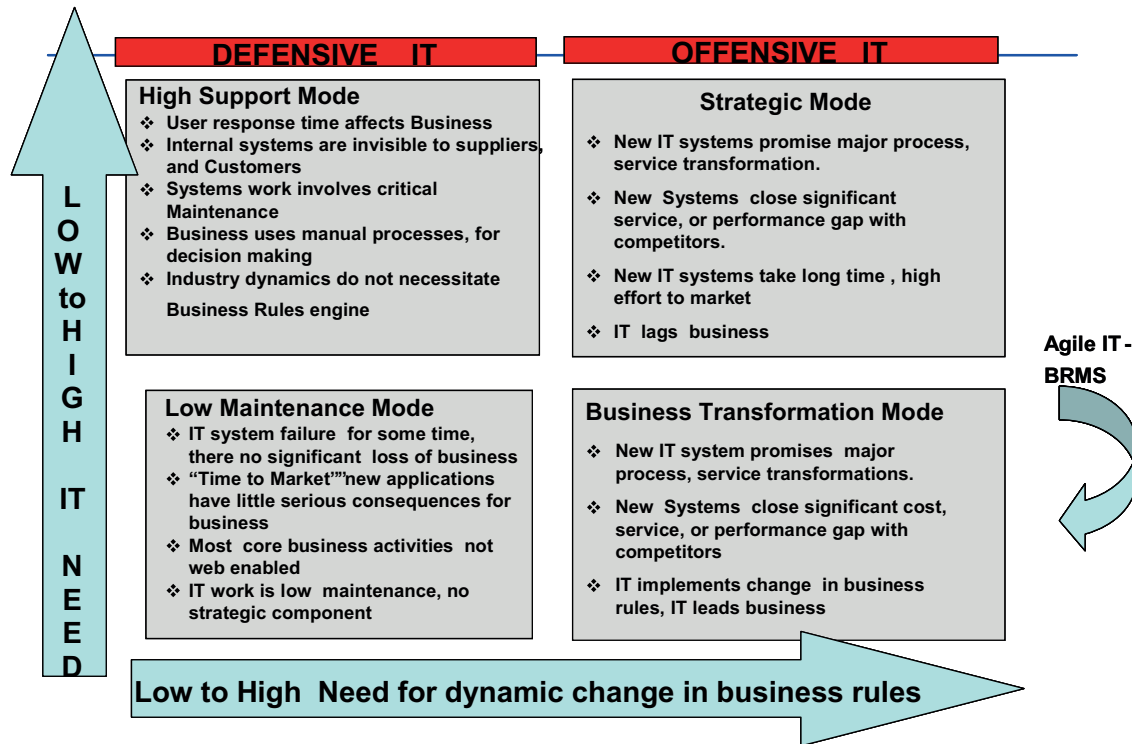 DEFENSIVE IT
OFFENSIVE IT
LOW to HIGH IT NEED
High Support Mode
❖ User response time affects Business
❖ Internal systems are invisible to suppliers,
and Customers
❖ Systems work involves critical
Maintenance
❖ Business uses manual processes, for
decision making
❖ Industry dynamics do not necessitate
Business Rules engine
Strategic Mode
❖ New IT systems promise major process,
service transformation.
❖ New Systems close significant
service, or performance gap with
competitors.
❖ New IT systems take long time , high
effort to market
❖ IT lags business
Agile IT -
BRMS
Low Maintenance Mode
❖ IT system failure for some time,
there no significant loss of business
❖ “Time to Market””new applications
have little serious consequences for
business
❖ Most core business activities not
web enabled
❖ IT work is low maintenance, no
strategic component
Business Transformation Mode
❖ New IT system promises major
process, service transformations.
❖ New Systems close significant cost,
service, or performance gap with
competitors
❖ IT implements change in business
rules, IT leads business
Low to High Need for dynamic change in business rules